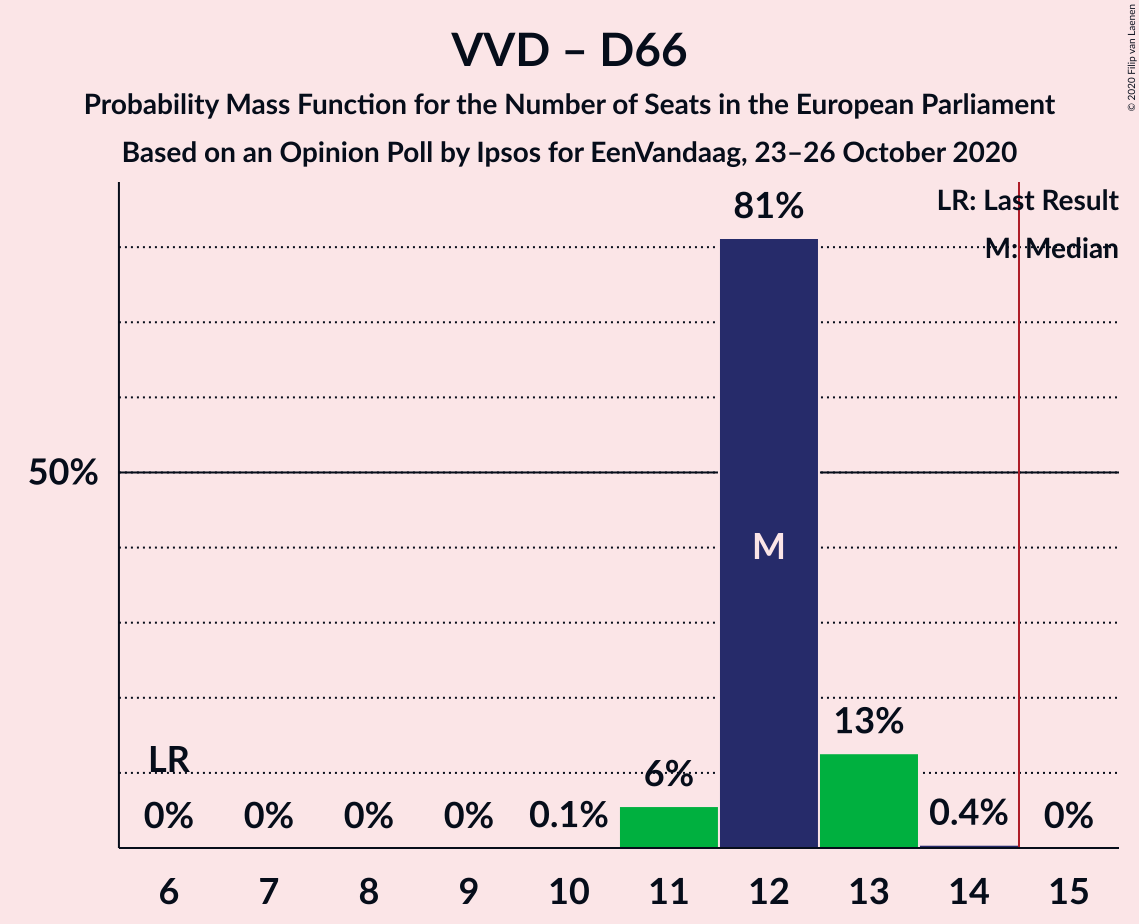 VVD – D66
Probability Mass Function for the Number of Seats in the European Parliament
Based on an Opinion Poll by Ipsos for EenVandaag, 23–26 October 2020
© 2020 Filip van Laenen
LR: Last Result
M: Median
81%
50%
M
13%
LR
6%
0% 0% 0% 0% 0.1% 0.4% 0%
6 7 8 9 10 11 12 13 14 15